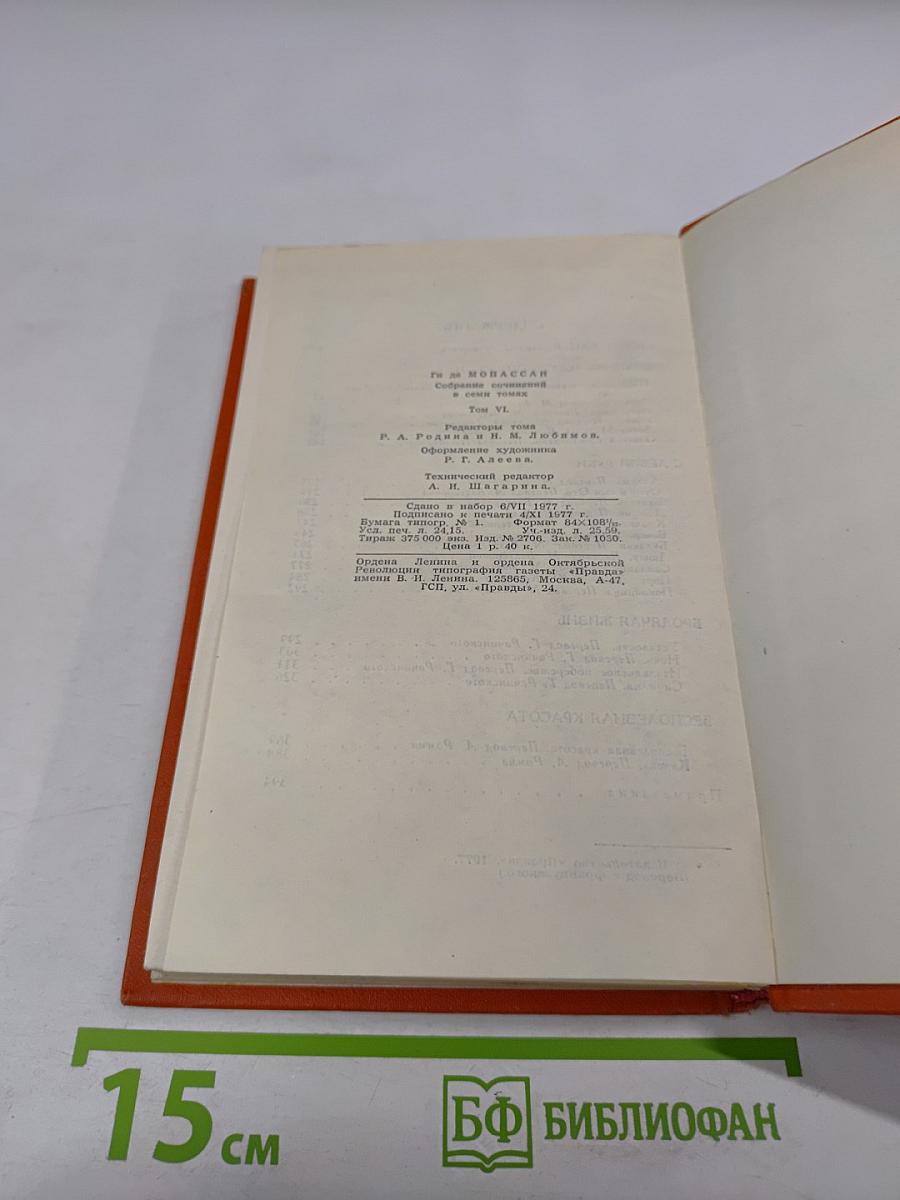 Ги де МОПАССАН
Собрание сочинений
в семи томах
Том VI.
Редакторы тома
Р. А. Родина и Н. М. Любимов.
Оформление художника
Р. Г. Алеева.
Технический редактор
А. И. Шагарина.
Сдано в набор 6/VII 1977 г.
Подписано к печати 4/XI 1977 г.
Бумага типогр. № 1. Формат 84×108¹/₃₂.
Усл. печ. л. 24,15. Уч.-изд. л. 25,59.
Тираж 375 000 экз. Изд. № 2706. Зак. № 1030.
Цена 1 р. 40 к.
Ордена Ленина и ордена Октябрьской
Революции типография газеты «Правда»
имени В. И. Ленина. 125865, Москва, А-47,
ГСП, ул. «Правды», 24.
15 см
БФ БИБЛИОФАН